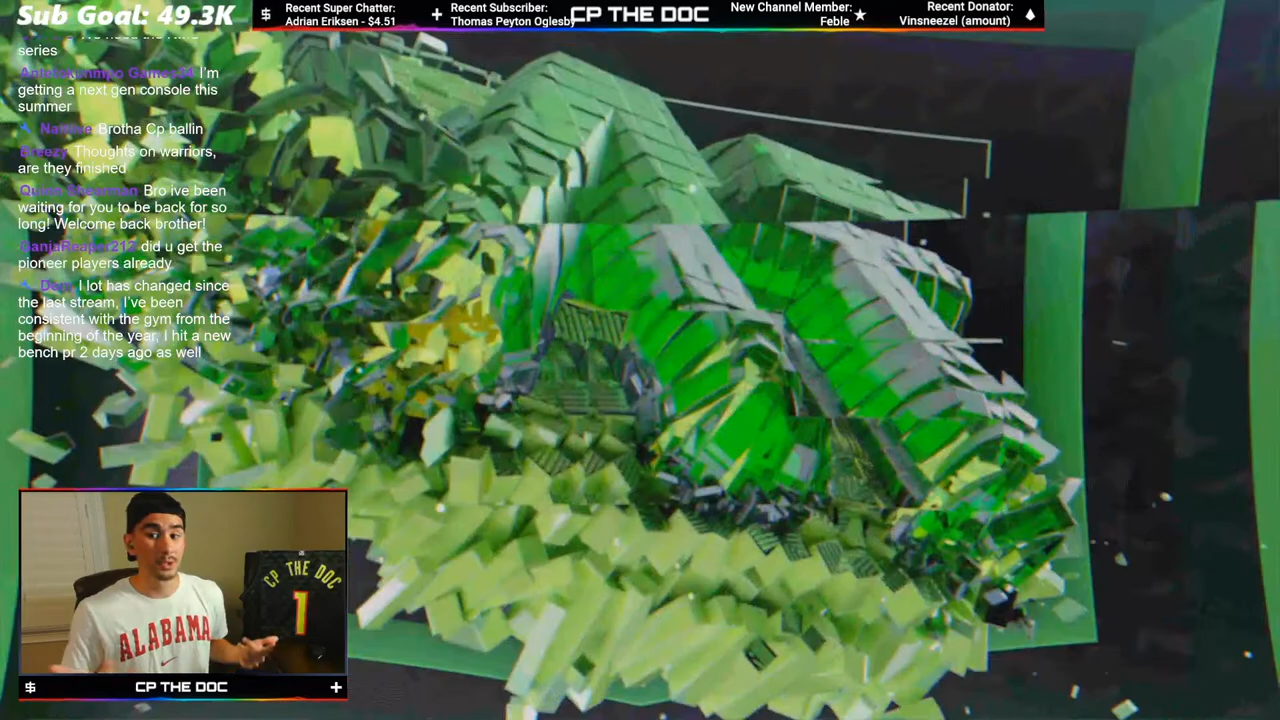 Sub Goal: 49.3K
Recent Super Chatter:
Adrian Eriksen - $4.51
Recent Subscriber:
Thomas Peyton Oglesby
CP THE DOC
New Channel Member:
Feble
Recent Donator:
Vinsneezel (amount)
series
Games34 I'm
getting a next gen console this
summer
Brotha Cp ballin
Breezy Thoughts on warriors,
are they finished
Bro ive been
waiting for you to be back for so
long! Welcome back brother!
GanjaReaper212 did u get the
pioneer players already
I lot has changed since
the last stream, I've been
consistent with the gym from the
beginning of the year, I hit a new
bench pr 2 days ago as well
CP THE DOC
1
ALABAMA
CP THE DOC